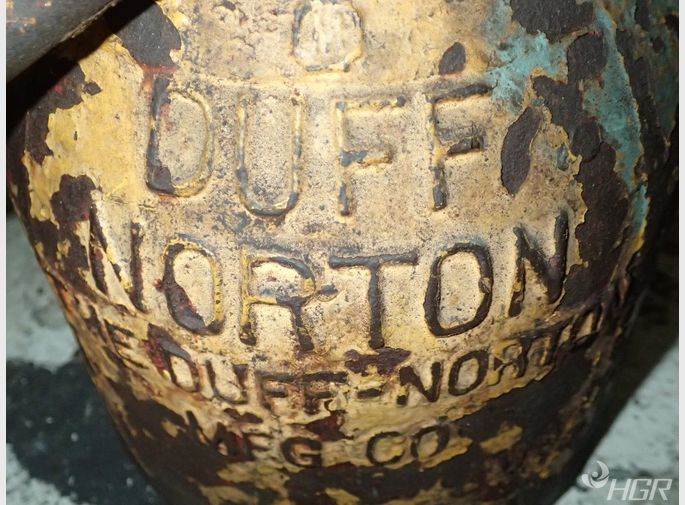 DUFF
NORTON
THE DUFF-NORTON
MFG CO
HGR